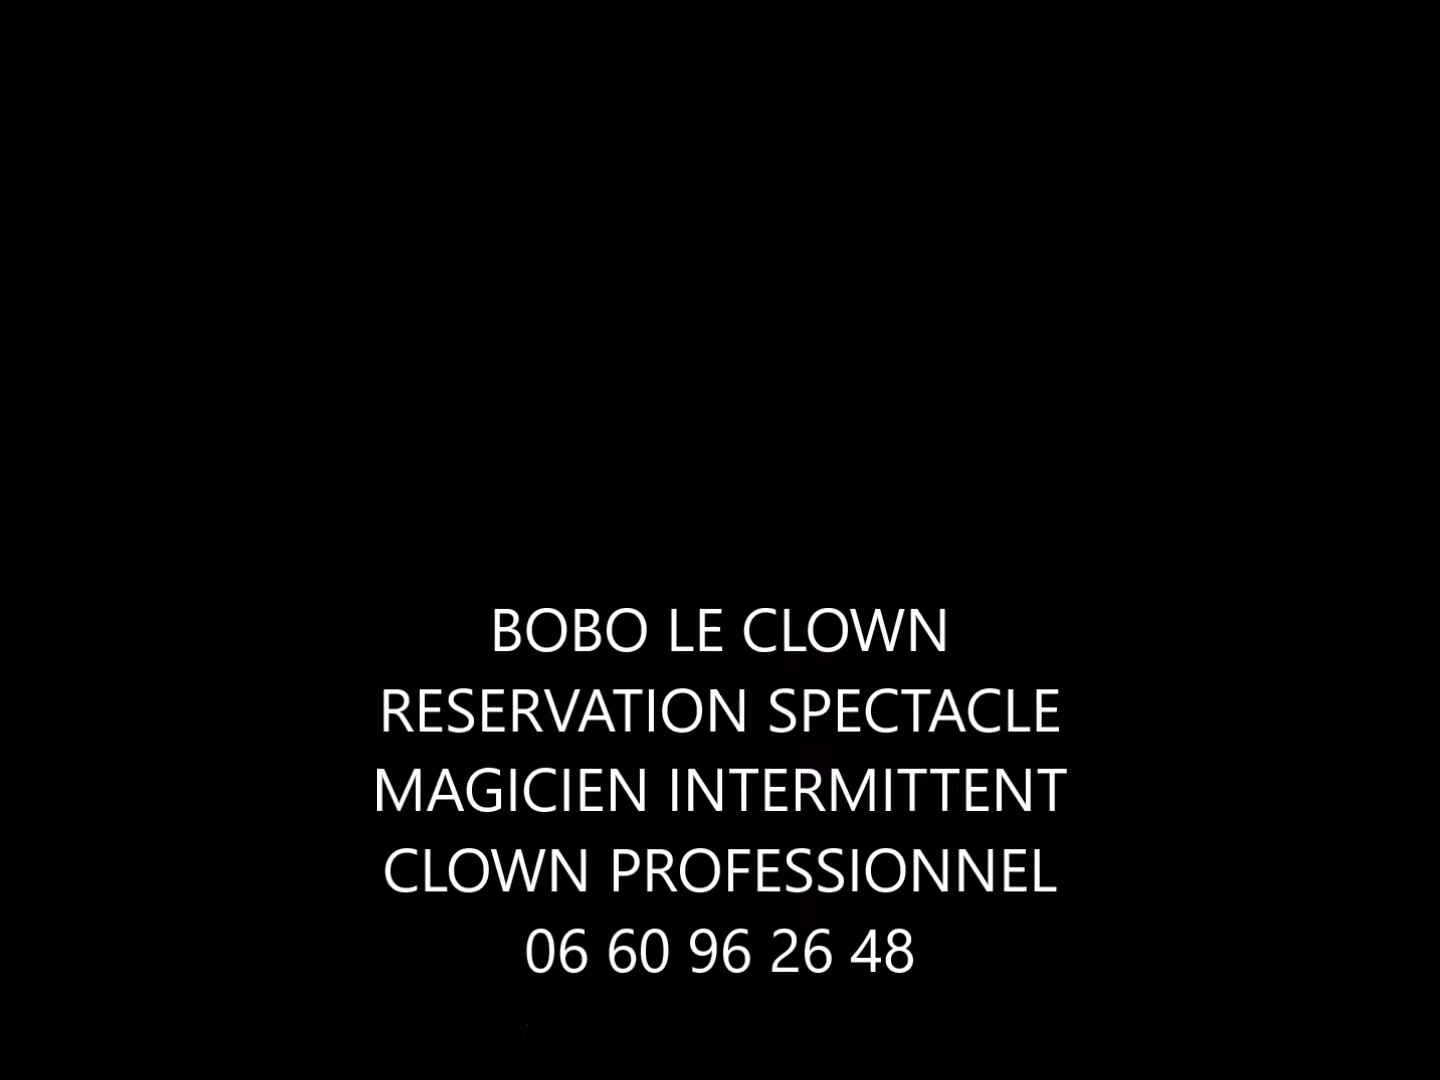 BOBO LE CLOWN
RESERVATION SPECTACLE
MAGICIEN INTERMITTENT
CLOWN PROFESSIONNEL
06 60 96 26 48